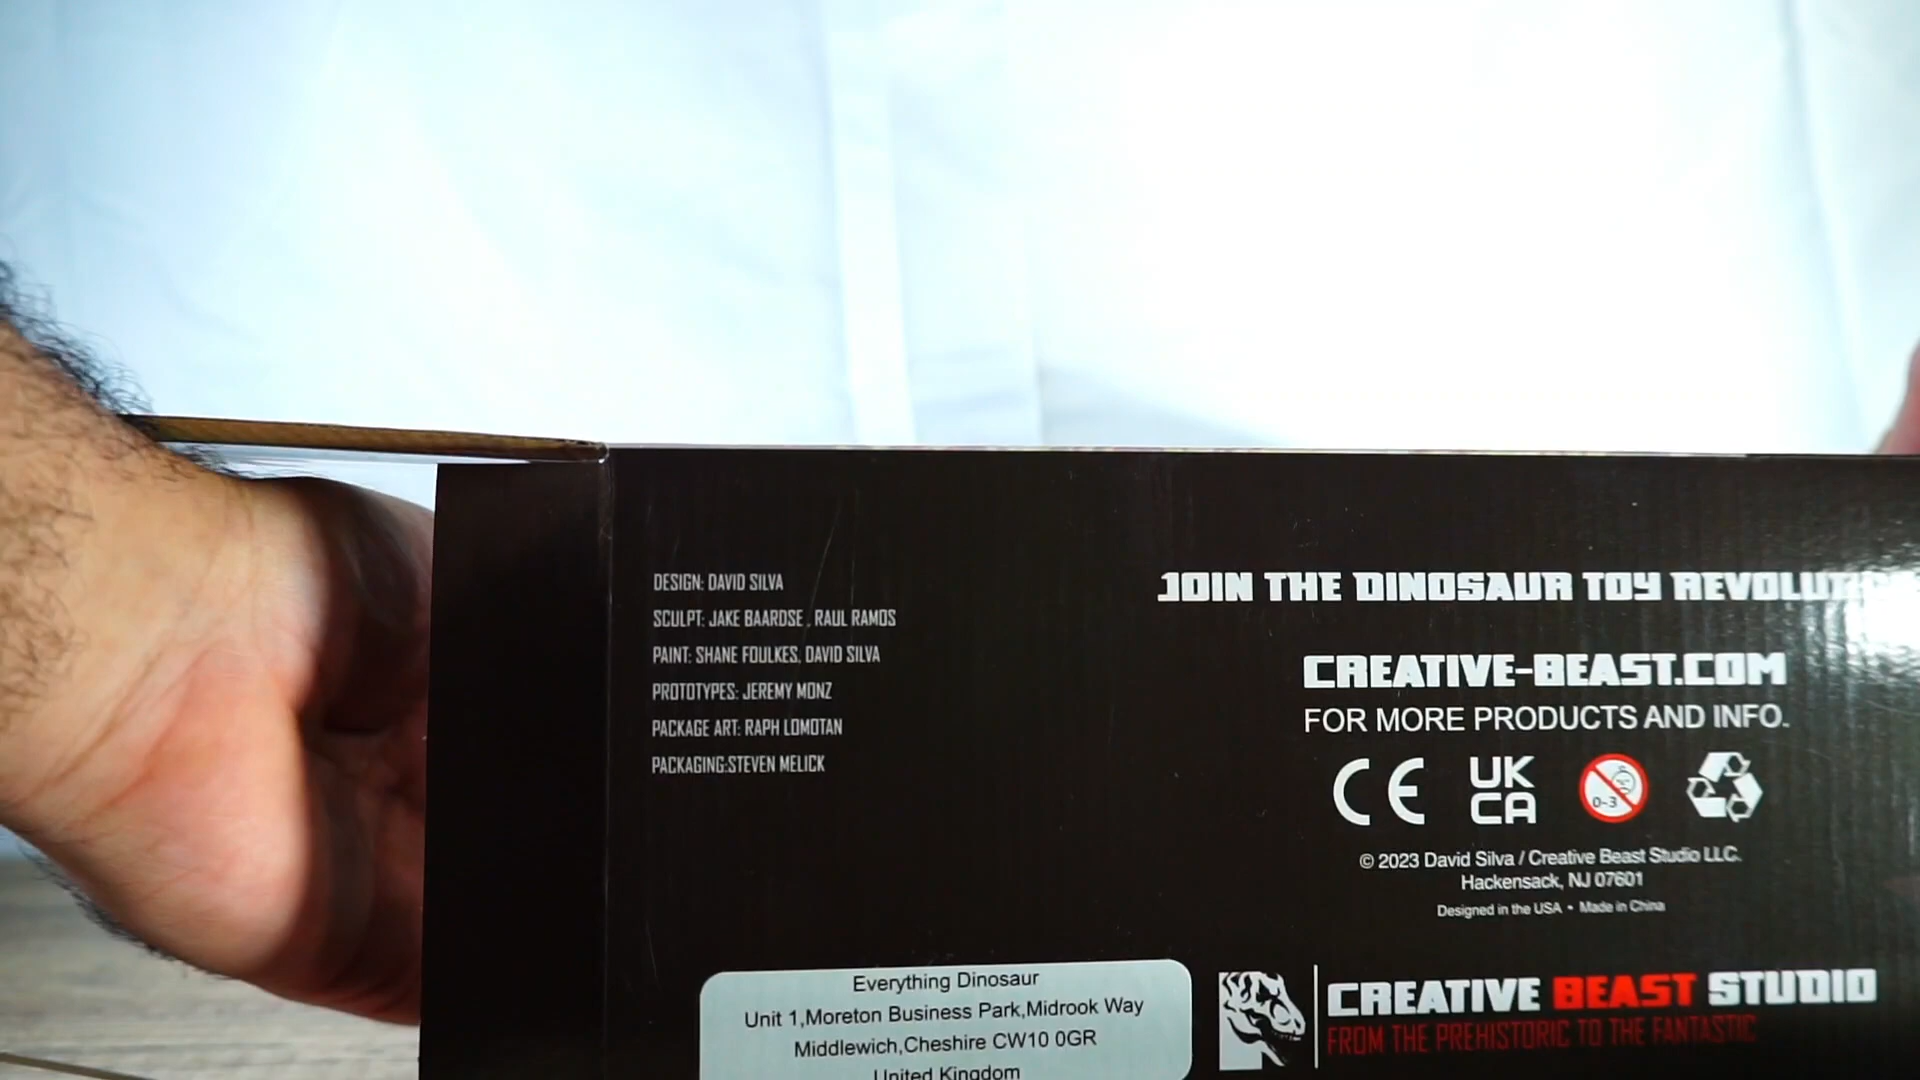 DESIGN: DAVID SILVA
SCULPT: JAKE BAARDSE , RAUL RAMOS
PAINT: SHANE FOULKES, DAVID SILVA
PROTOTYPES: JEREMY MONZ
PACKAGE ART: RAPH LOMOTAN
PACKAGING:STEVEN MELICK
JOIN THE DINOSAUR TOY
CREATIVE-BEAST.COM
FOR MORE PRODUCTS AND INFO.
CE
UK
CA
0-3
© 2023 David Silva / Creative Beast Studio LLC.
Hackensack, NJ 07601
Designed in the USA • Made in China
Everything Dinosaur
Unit 1,Moreton Business Park,Midrook Way
Middlewich,Cheshire CW10 0GR
United Kingdom
CREATIVE BEAST STUDIO
FROM THE PREHISTORIC TO THE FANTASTIC